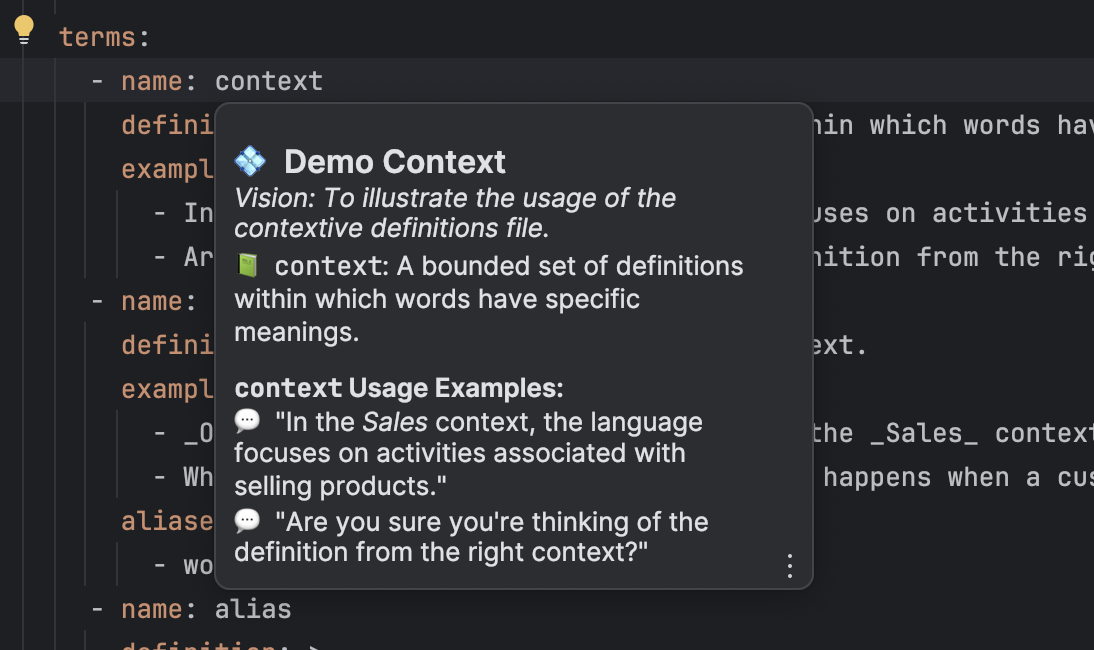 terms:
- name: context
defini
hin which words hav
exampl
- In
uses on activities
- Ar
nition from the rig
- name:
defini
ext.
exampl
- _O
the _Sales_ context
- Wh
happens when a cus
aliase
- wo
- name: alias
definition: >
Demo Context
Vision: To illustrate the usage of the
contextive definitions file.
context: A bounded set of definitions
within which words have specific
meanings.
context Usage Examples:
"In the Sales context, the language
focuses on activities associated with
selling products."
"Are you sure you're thinking of the
definition from the right context?"